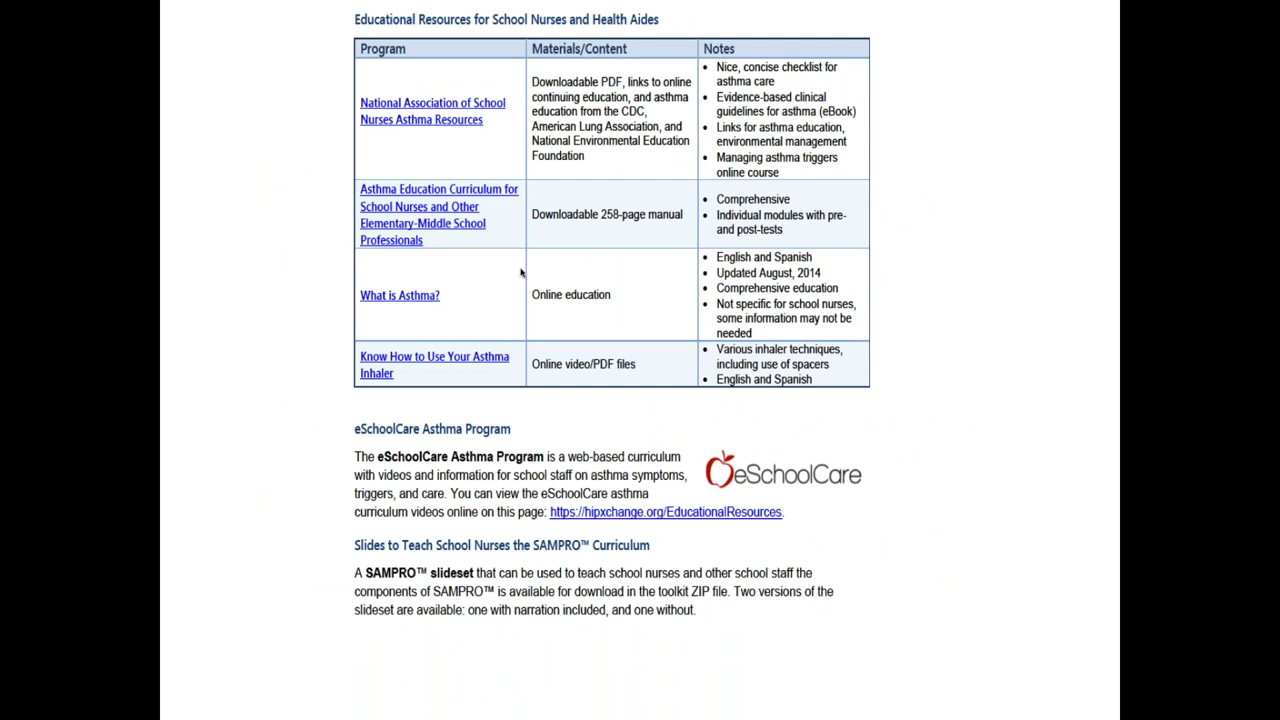 Educational Resources for School Nurses and Health Aides
Program
Materials/Content
Notes
National Association of School
Nurses Asthma Resources
Downloadable PDF, links to online
continuing education, and asthma
education from the CDC,
American Lung Association, and
National Environmental Education
Foundation
• Nice, concise checklist for
asthma care
• Evidence-based clinical
guidelines for asthma (eBook)
• Links for asthma education,
environmental management
• Managing asthma triggers
online course
Asthma Education Curriculum for
School Nurses and Other
Elementary-Middle School
Professionals
Downloadable 258-page manual
• Comprehensive
• Individual modules with pre-
and post-tests
What is Asthma?
Online education
• English and Spanish
• Updated August, 2014
• Comprehensive education
• Not specific for school nurses,
some information may not be
needed
Know How to Use Your Asthma
Inhaler
Online video/PDF files
• Various inhaler techniques,
including use of spacers
• English and Spanish
eSchoolCare Asthma Program
The eSchoolCare Asthma Program is a web-based curriculum
with videos and information for school staff on asthma symptoms,
triggers, and care. You can view the eSchoolCare asthma
curriculum videos online on this page: https://hipxchange.org/EducationalResources.
eSchoolCare
Slides to Teach School Nurses the SAMPRO™ Curriculum
A SAMPRO™ slideset that can be used to teach school nurses and other school staff the
components of SAMPRO™ is available for download in the toolkit ZIP file. Two versions of the
slideset are available: one with narration included, and one without.